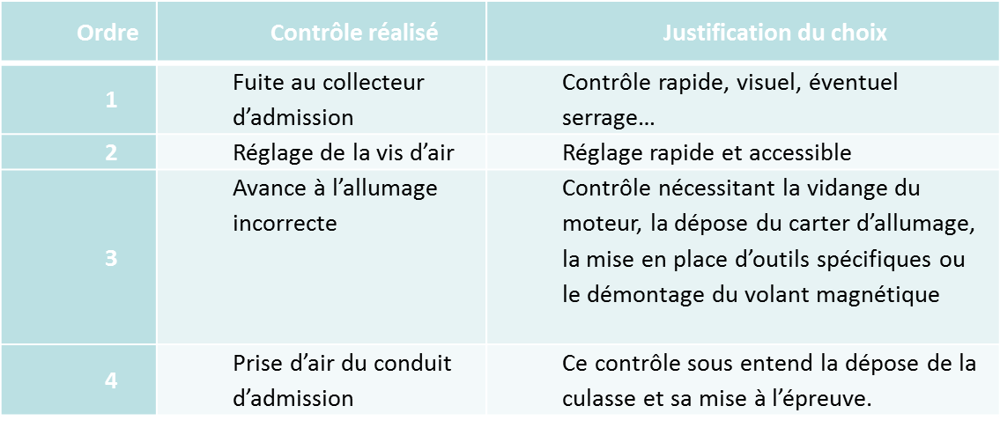 Ordre Contrôle réalisé Justification du choix
1 Fuite au collecteur Contrôle rapide, visuel, éventuel
d’admission serrage…
2 Réglage de la vis d’air Réglage rapide et accessible
3 Avance à l’allumage Contrôle nécessitant la vidange du
incorrecte moteur, la dépose du carter d’allumage,
la mise en place d’outils spécifiques ou
le démontage du volant magnétique
4 Prise d’air du conduit Ce contrôle sous entend la dépose de la
d’admission culasse et sa mise à l’épreuve.